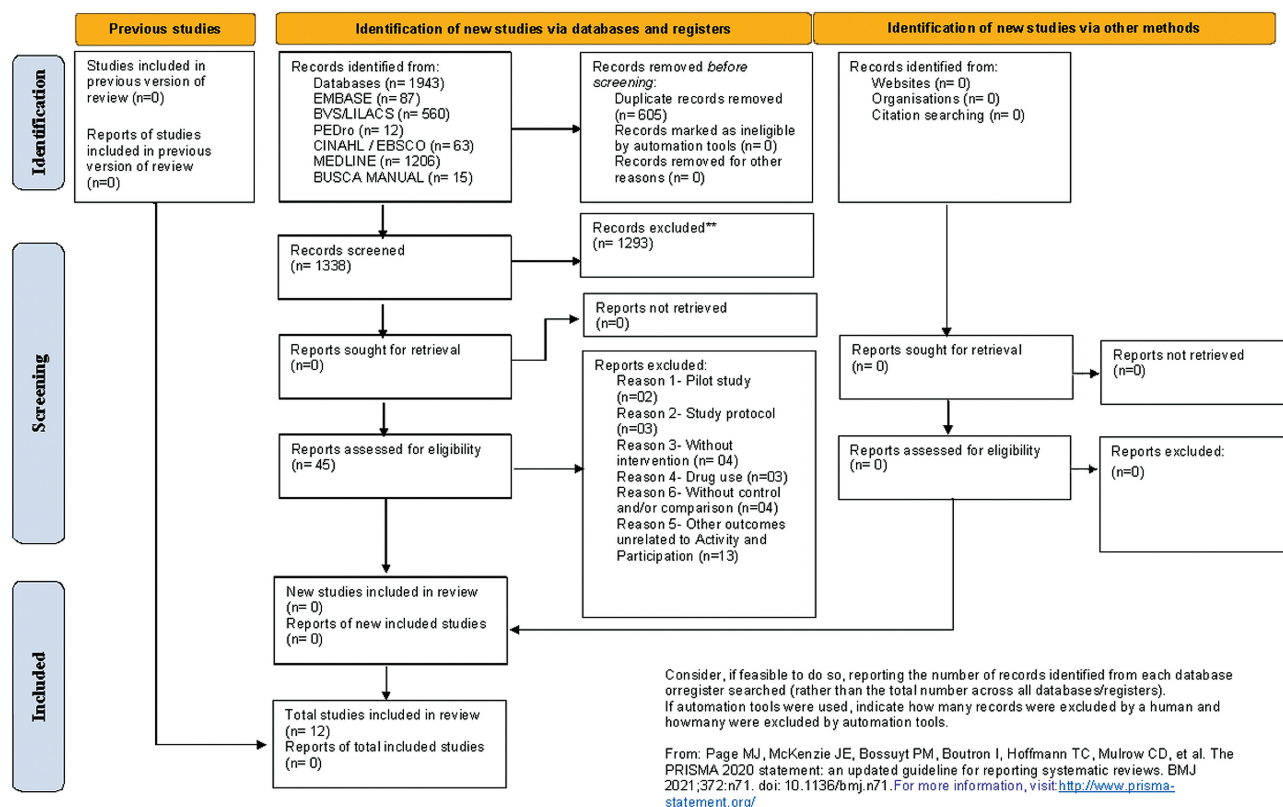 Previous studies
Identification of new studies via databases and registers
Identification of new studies via other methods
Identification
Studies included in
previous version of
review (n=0)
Reports of studies
included in previous
version of review
(n=0)
Records identified from:
Databases (n= 1943)
EMBASE (n= 87)
BVS/LILACS (n= 560)
PEDro (n= 12)
CINAHL / EBSCO (n= 63)
MEDLINE (n= 1206)
BUSCA MANUAL (n= 15)
Records removed before
screening:
Duplicate records removed
(n= 605)
Records marked as ineligible
by automation tools (n= 0)
Records removed for other
reasons (n= 0)
Records identified from:
Websites (n= 0)
Organisations (n= 0)
Citation searching (n= 0)
Screening
Records screened
(n= 1338)
Records excluded**
(n= 1293)
Reports sought for retrieval
(n=0)
Reports not retrieved
(n=0)
Reports assessed for eligibility
(n= 45)
Reports excluded:
Reason 1- Pilot study
(n=02)
Reason 2- Study protocol
(n=03)
Reason 3- Without
intervention (n= 04)
Reason 4- Drug use (n=03)
Reason 6- Without control
and/or comparison (n=04)
Reason 5- Other outcomes
unrelated to Activity and
Participation (n=13)
Reports sought for retrieval
(n= 0)
Reports not retrieved
(n=0)
Reports assessed for eligibility
(n= 0)
Reports excluded:
(n=0)
Included
New studies included in review
(n= 0)
Reports of new included studies
(n= 0)
Total studies included in review
(n= 12)
Reports of total included studies
(n= 0)
Consider, if feasible to do so, reporting the number of records identified from each database
orregister searched (rather than the total number across all databases/registers).
If automation tools were used, indicate how many records were excluded by a human and
howmany were excluded by automation tools.
From: Page MJ, McKenzie JE, Bossuyt PM, Boutron I, Hoffmann TC, Mulrow CD, et al. The
PRISMA 2020 statement: an updated guideline for reporting systematic reviews. BMJ
2021;372:n71. doi: 10.1136/bmj.n71.For more information, visit:http://www.prisma-
statement.org/